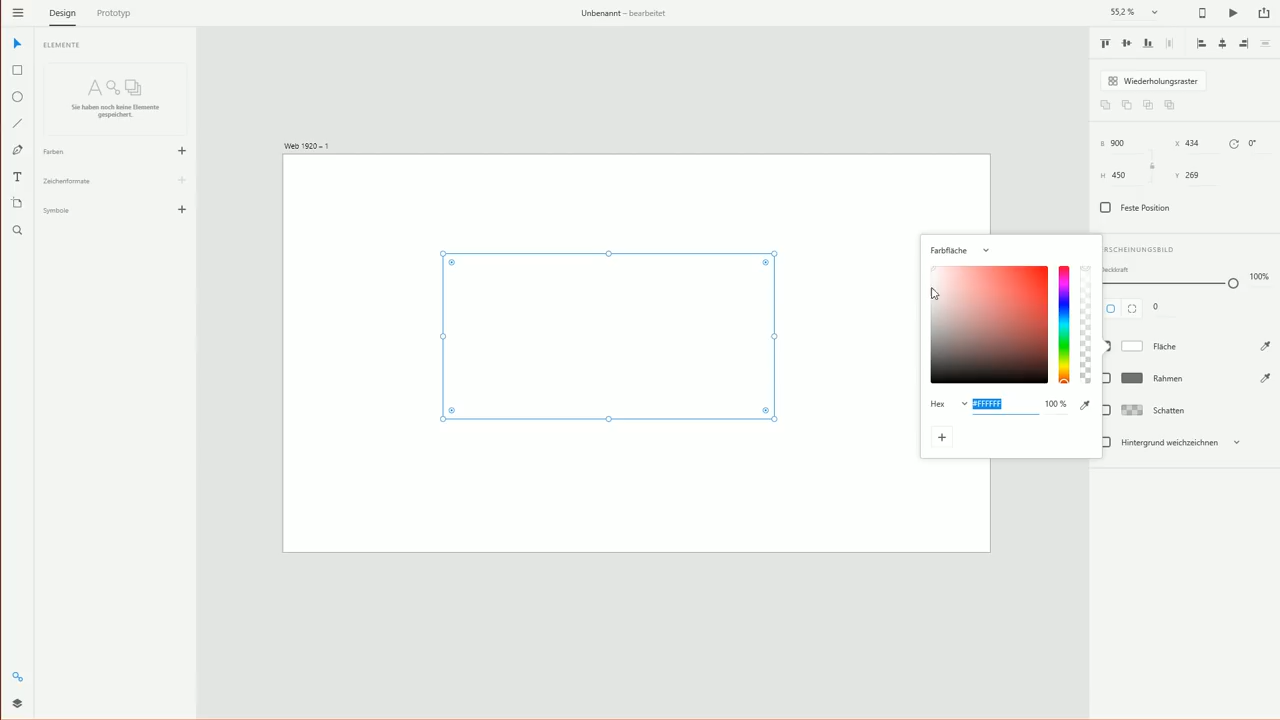 Design
Prototyp
Unbenannt – bearbeitet
55,2 %
ELEMENTE
Sie haben noch keine Elemente
gespeichert.
Farben
Zeichenformate
Symbole
Web 1920 – 1
Wiederholungsraster
B 900 X 434 0°
H 450 Y 269
Feste Position
RSCHEINUNGSBILD
Deckkraft
100%
0
Fläche
Rahmen
Schatten
Hintergrund weichzeichnen
Farbfläche
Hex #FFFFFF 100 %